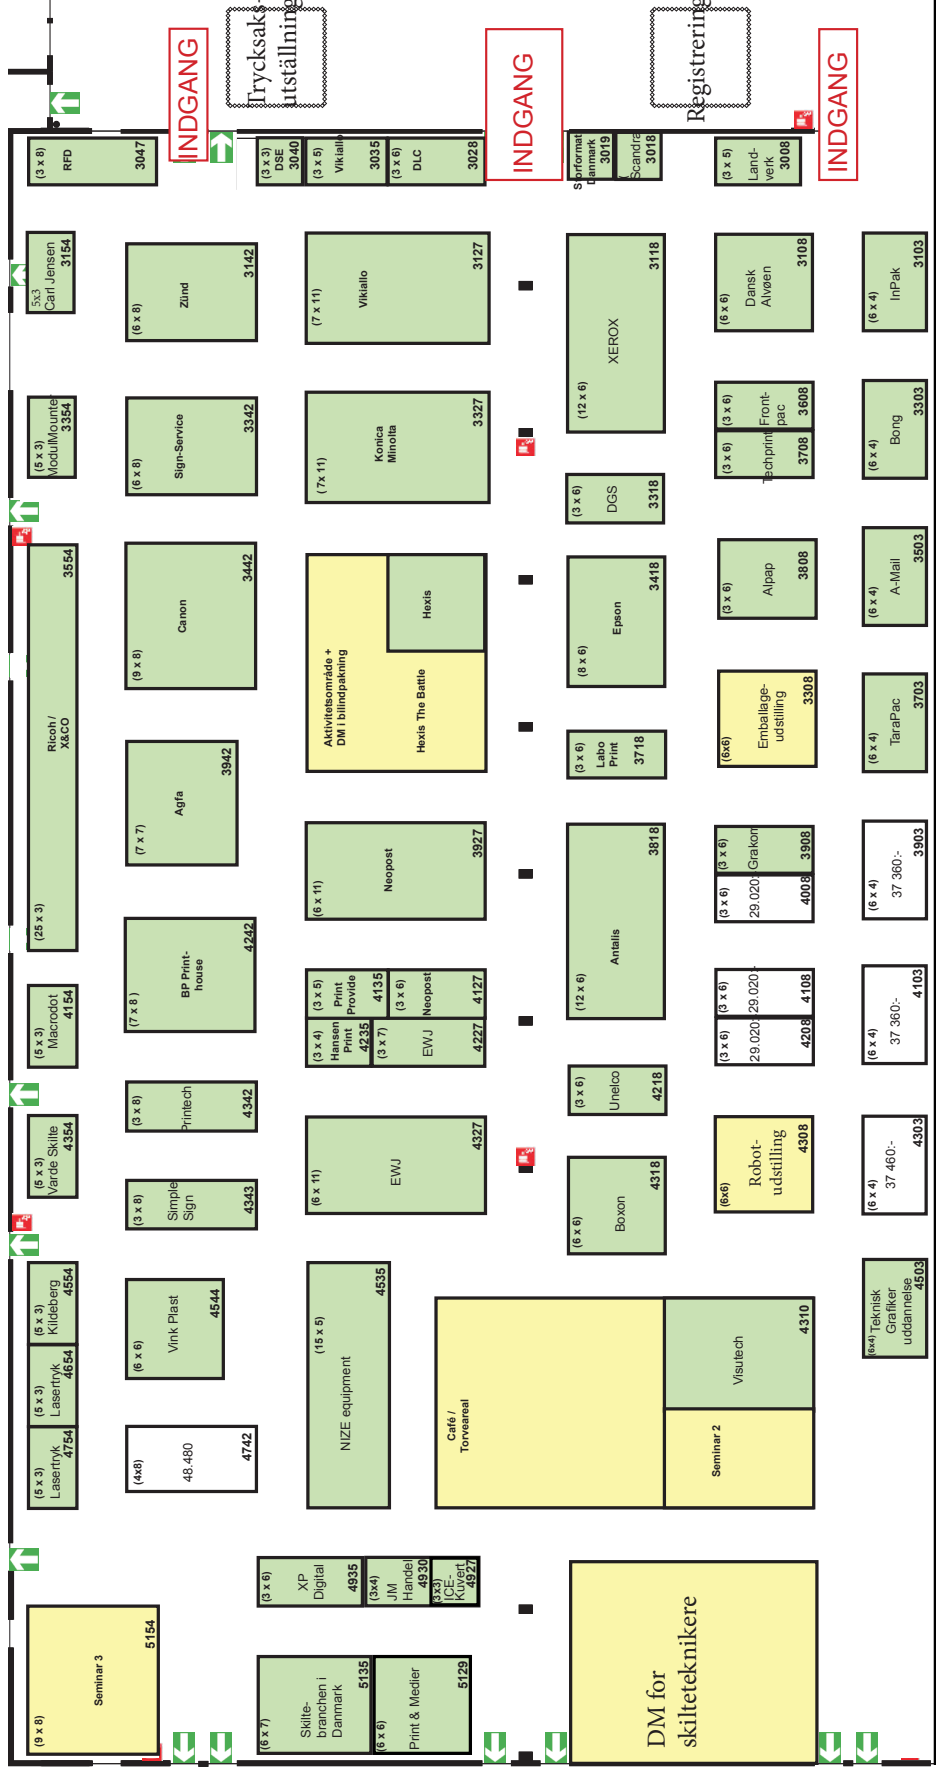 Trycksaks-
utställning
Registrering
INDGANG
INDGANG
INDGANG
(3 x 8)
RFD
3047
(3 x 3)
DSE
3040
(3 x 5)
Vikiallo
3035
(3 x 6)
DLC
3028
Storformat
Danmark
3019
Scandra
3018
(3 x 5)
Land-
verk
3008
5x3
Carl Jensen
3154
(6 x 8)
Zünd
3142
(7 x 11)
Vikiallo
3127
(12 x 6)
XEROX
3118
(6 x 6)
Dansk
Alvøen
3108
(6 x 4)
InPak
3103
(5 x 3)
ModulMounter
3354
(6 x 8)
Sign-Service
3342
(7x 11)
Konica
Minolta
3327
(3 x 6)
DGS
3318
(3 x 6)
Front-
pac
3608
(3 x 6)
Techprint
3708
(6 x 4)
Bong
3303
(25 x 3)
Ricoh /
X&CO
3554
(9 x 8)
Canon
3442
Aktivitetsområde +
DM i bilindpakning
Hexis The Battle
Hexis
(8 x 6)
Epson
3418
(3 x 6)
Alpap
3808
(6 x 4)
A-Mail
3503
(7 x 7)
Agfa
3942
(3 x 6)
Labo
Print
3718
(6x6)
Emballage-
udstilling
3308
(6 x 4)
TaraPac
3703
(6 x 11)
Neopost
3927
(12 x 6)
Antalis
3818
(3 x 6)
Grakom
3908
(3 x 6)
29.020:
4008
(6 x 4)
37 360:-
3903
(5 x 3)
Macrodot
4154
(7 x 8 )
BP Print-
house
4242
(3 x 5)
Print
Provide
4135
(3 x 6)
Neopost
4127
(3 x 4)
Hansen
Print
4235
(3 x 7)
EWJ
4227
(3 x 6)
29.020:-
4108
(3 x 6)
29.020:
4208
(6 x 4)
37 360:-
4103
(5 x 3)
Varde Skilte
4354
(3 x 8)
Printech
4342
(3 x 8)
Simple
Sign
4343
(6 x 11)
EWJ
4327
(3 x 6)
Unelco
4218
(6 x 6)
Boxon
4318
(6x6)
Robot-
udstilling
4308
(6 x 4)
37 460:-
4303
(5 x 3)
Kildeberg
4554
(5 x 3)
Lasertryk
4654
(5 x 3)
Lasertryk
4754
(6 x 6)
Vink Plast
4544
(4x8)
48.480
4742
(15 x 5)
NIZE equipment
4535
Café /
Torveareal
Visutech
4310
Seminar 2
(6x4)
Teknisk
Grafiker
uddannelse
4503
(9 x 8)
Seminar 3
5154
(3 x 6)
XP
Digital
4935
(3x4)
JM
Handel
4930
(3x3)
ICE-
Kuvert
4927
(6 x 7)
Skilte-
branchen i
Danmark
5135
(6 x 6)
Print & Medier
5129
DM for
skilteteknikere